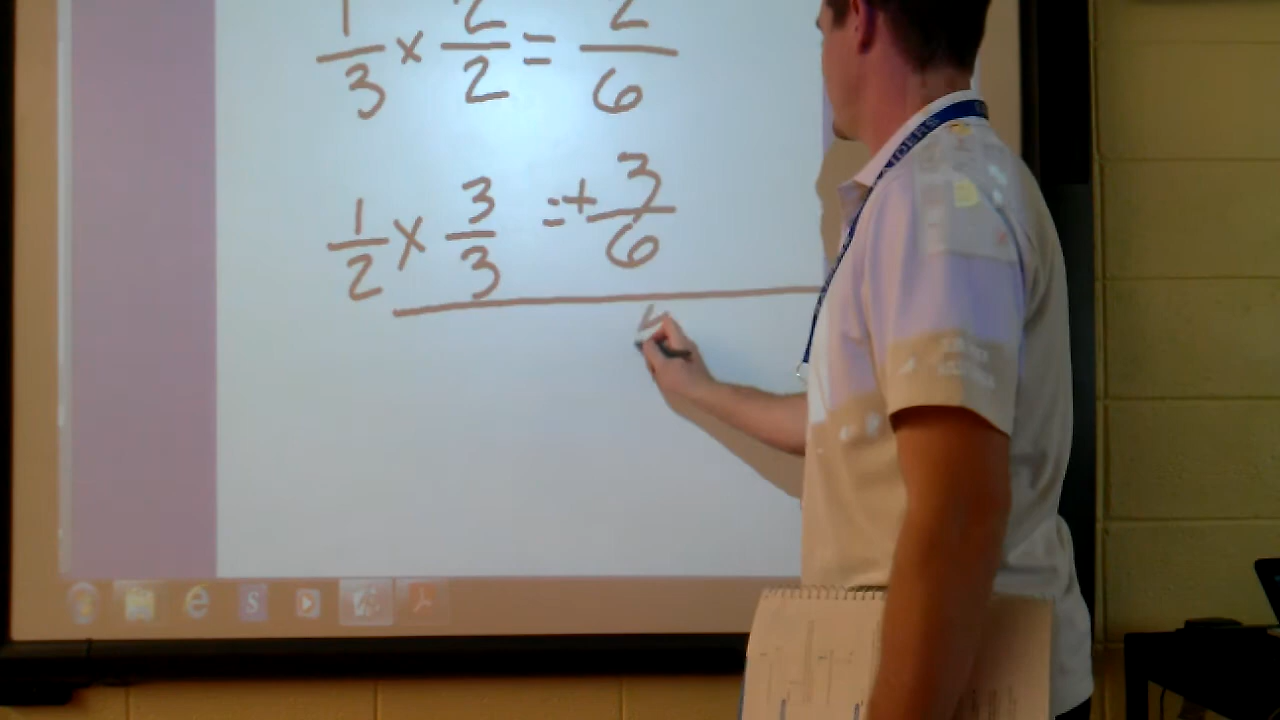 1/3 × 2/2 = 2/6
1/2 × 3/3 = + 3/6